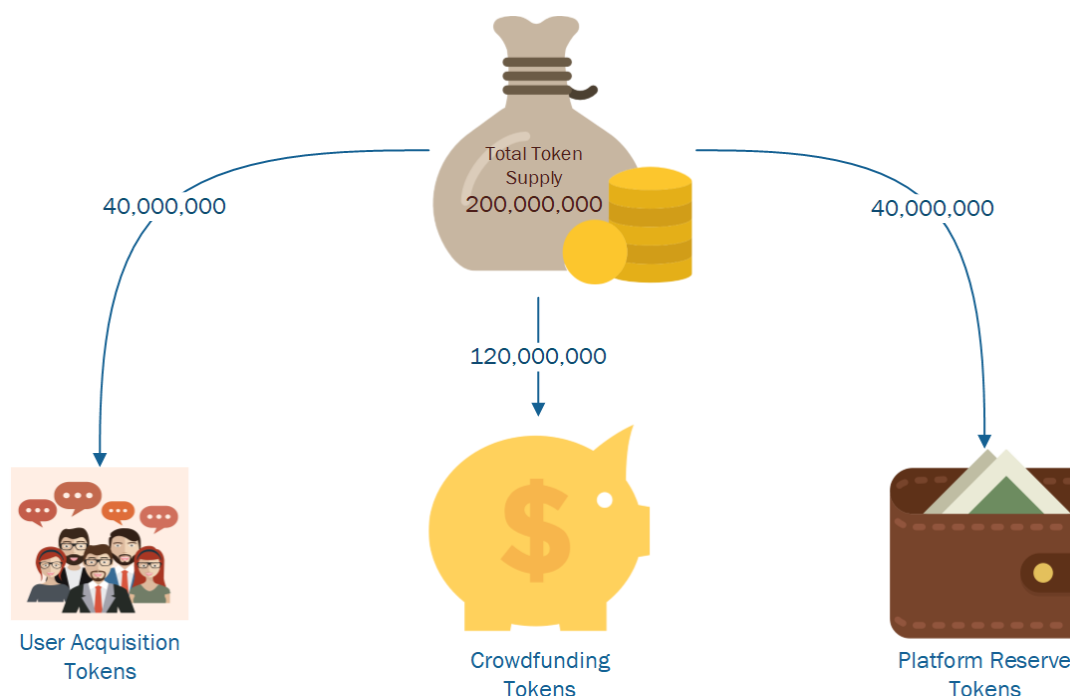 Total Token
Supply
200,000,000
40,000,000
40,000,000
120,000,000
$
User Acquisition
Tokens
Crowdfunding
Tokens
Platform Reserve
Tokens